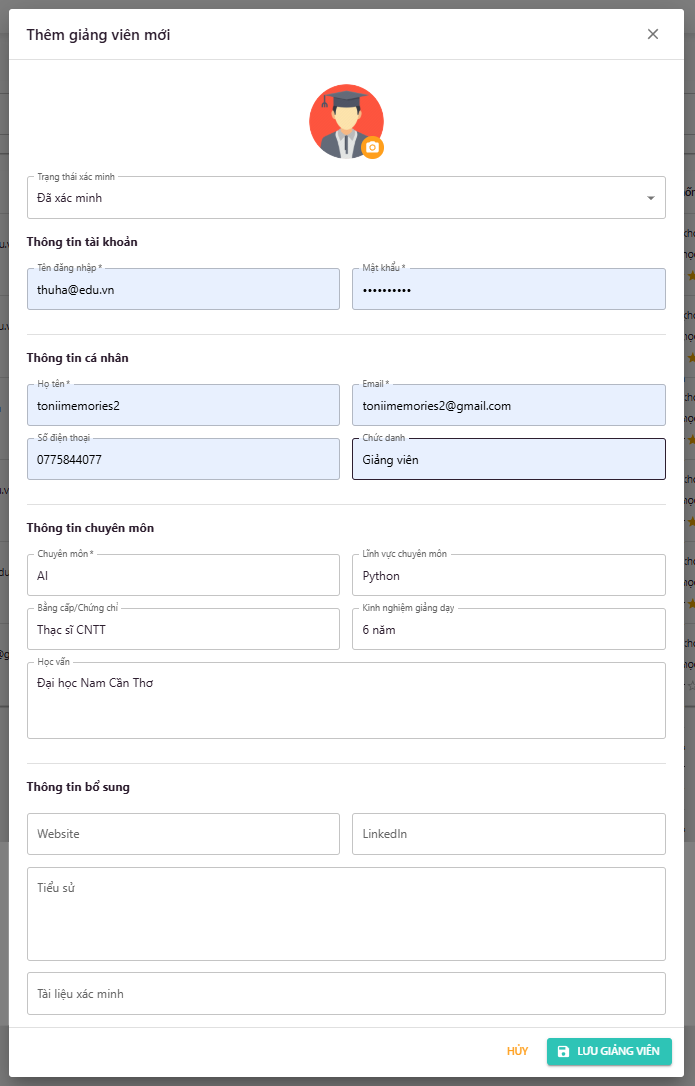 Thêm giảng viên mới
Trạng thái xác minh
Đã xác minh
Thông tin tài khoản
Tên đăng nhập * Mật khẩu *
thuha@edu.vn ••••••••••
Thông tin cá nhân
Họ tên * Email *
toniimemories2 toniimemories2@gmail.com
Số điện thoại Chức danh
0775844077 Giảng viên
Thông tin chuyên môn
Chuyên môn * Lĩnh vực chuyên môn
AI Python
Bằng cấp/Chứng chỉ Kinh nghiệm giảng dạy
Thạc sĩ CNTT 6 năm
Học vấn
Đại học Nam Cần Thơ
Thông tin bổ sung
Website LinkedIn
Tiểu sử
Tài liệu xác minh
HỦY LƯU GIẢNG VIÊN